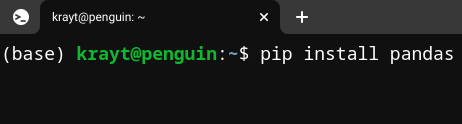 krayt@penguin: ~
(base) krayt@penguin:~$ pip install pandas